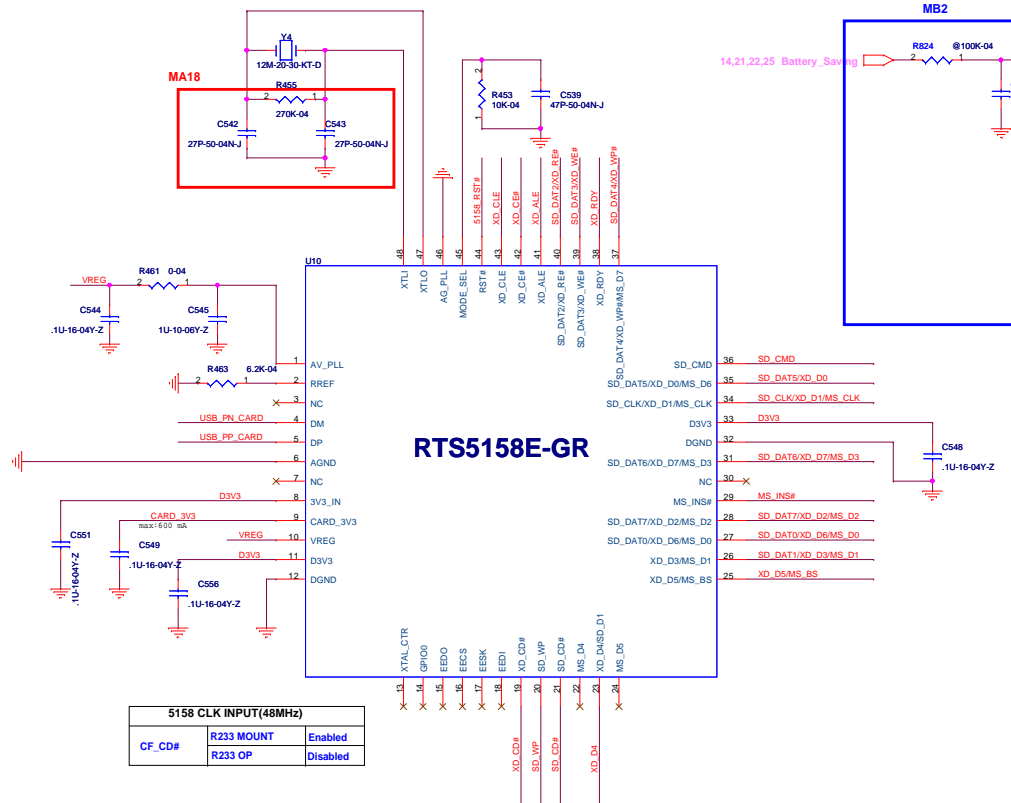 MB2
Y4
12M-20-30-KT-D
MA18
R455
2 1
270K-04
C542
27P-50-04N-J
C543
27P-50-04N-J
2
R453
10K-04
1
C539
47P-50-04N-J
14,21,22,25 Battery_Saving
R824
@100K-04
2 1
5158_RST#
XD_CLE
XD_CE#
XD_ALE
SD_DAT2/XD_RE#
SD_DAT3/XD_WE#
XD_RDY
SD_DAT4/XD_WP#
48
47
46
45
44
43
42
41
40
39
38
37
U10
XTLI
XTLO
AG_PLL
MODE_SEL
RST#
XD_CLE
XD_CE#
XD_ALE
SD_DAT2/XD_RE#
SD_DAT3/XD_WE#
XD_RDY
SD_DAT4/XD_WP#/MS_D7
VREG
R461 0-04
2 1
C544
.1U-16-04Y-Z
C545
1U-10-06Y-Z
R463 6.2K-04
2 1
USB_PN_CARD
USB_PP_CARD
D3V3
CARD_3V3
max:600 mA
VREG
D3V3
C551
.1U-16-04Y-Z
C549
.1U-16-04Y-Z
C556
.1U-16-04Y-Z
1 AV_PLL
2 RREF
3 NC
4 DM
5 DP
6 AGND
7 NC
8 3V3_IN
9 CARD_3V3
10 VREG
11 D3V3
12 DGND
RTS5158E-GR
SD_CMD 36 SD_CMD
SD_DAT5/XD_D0/MS_D6 35 SD_DAT5/XD_D0
SD_CLK/XD_D1/MS_CLK 34 SD_CLK/XD_D1/MS_CLK
D3V3 33 D3V3
DGND 32
SD_DAT6/XD_D7/MS_D3 31 SD_DAT6/XD_D7/MS_D3
NC 30
MS_INS# 29 MS_INS#
SD_DAT7/XD_D2/MS_D2 28 SD_DAT7/XD_D2/MS_D2
SD_DAT0/XD_D6/MS_D0 27 SD_DAT0/XD_D6/MS_D0
XD_D3/MS_D1 26 SD_DAT1/XD_D3/MS_D1
XD_D5/MS_BS 25 XD_D5/MS_BS
C548
.1U-16-04Y-Z
XTAL_CTR
GPIO0
EEDO
EECS
EESK
EEDI
XD_CD#
SD_WP
SD_CD#
MS_D4
XD_D4/SD_D1
MS_D5
13
14
15
16
17
18
19
20
21
22
23
24
XD_CD#
SD_WP
SD_CD#
XD_D4
5158 CLK INPUT(48MHz)
CF_CD#
R233 MOUNT Enabled
R233 OP Disabled